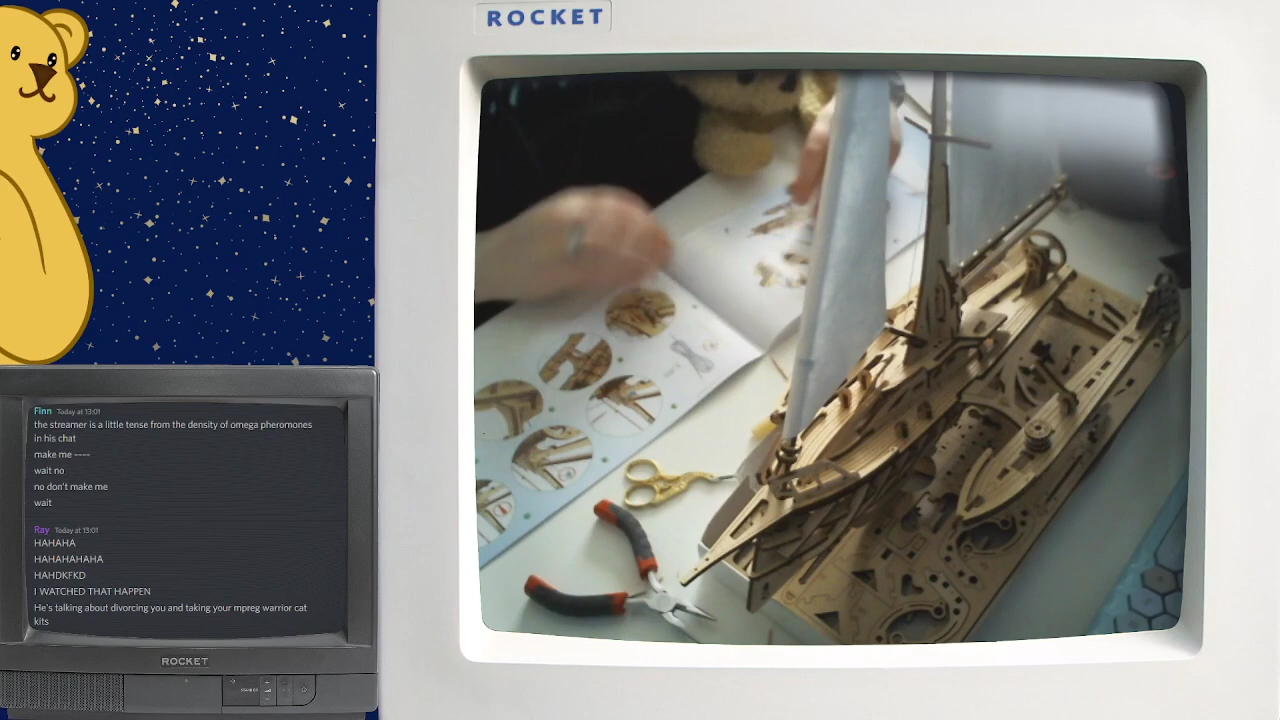 ROCKET
Finn Today at 13:01
the streamer is a little tense from the density of omega pheromones
in his chat
make me ----
wait no
no don't make me
wait
Ray Today at 13:01
HAHAHA
HAHAHAHAHA
HAHDKFKD
I WATCHED THAT HAPPEN
He's talking about divorcing you and taking your mpreg warrior cat
kits
ROCKET